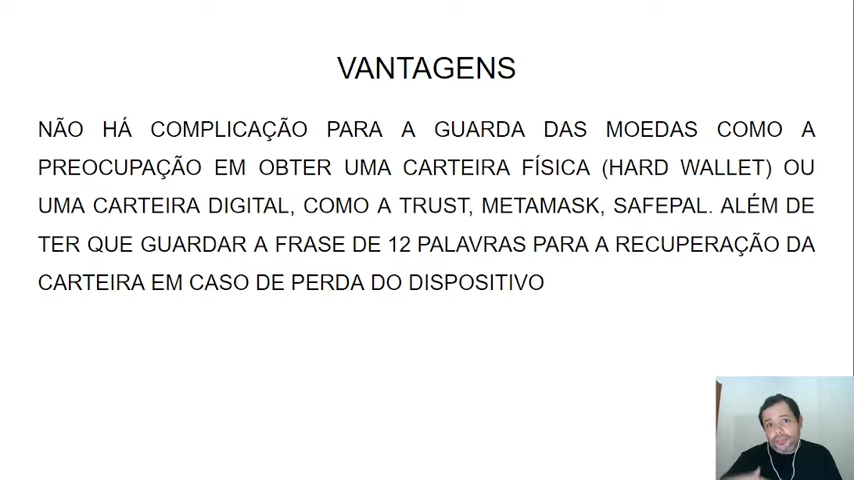 VANTAGENS
NÃO HÁ COMPLICAÇÃO PARA A GUARDA DAS MOEDAS COMO A
PREOCUPAÇÃO EM OBTER UMA CARTEIRA FÍSICA (HARD WALLET) OU
UMA CARTEIRA DIGITAL, COMO A TRUST, METAMASK, SAFEPAL. ALÉM DE
TER QUE GUARDAR A FRASE DE 12 PALAVRAS PARA A RECUPERAÇÃO DA
CARTEIRA EM CASO DE PERDA DO DISPOSITIVO